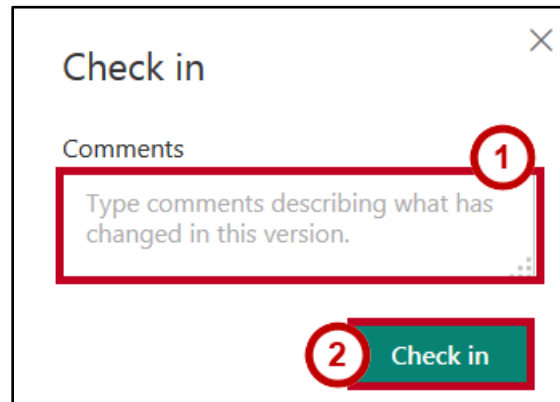 Check in
Comments
1
Type comments describing what has
changed in this version.
2
Check in